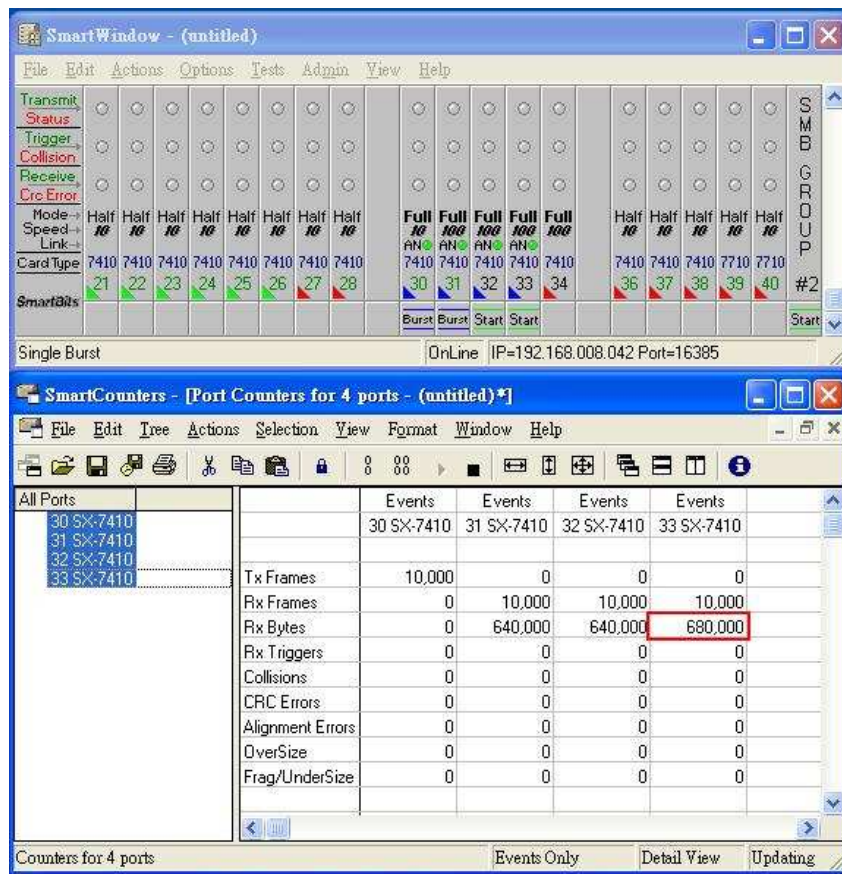 SmartWindow - (untitled)
File Edit Actions Options Tests Admin View Help
Transmit
Status
Trigger
Collision
Receive
Crc Error
Mode Half Half Half Half Half Half Half Half Full Full Full Full Full Half Half Half Half Half
Speed 10 10 10 10 10 10 10 10 10 100 100 100 100 10 10 10 10 10
Link AN AN AN AN
Card Type 7410 7410 7410 7410 7410 7410 7410 7410 7410 7410 7410 7410 7410 7410 7410 7410 7710 7710
21 22 23 24 25 26 27 28 30 31 32 33 34 36 37 38 39 40 #2
SmartBits
Burst Burst Start Start Start
SMB GROUP
Single Burst OnLine IP=192.168.008.042 Port=16385
SmartCounters - [Port Counters for 4 ports - (untitled)*]
File Edit Tree Actions Selection View Format Window Help
All Ports
30 SX-7410
31 SX-7410
32 SX-7410
33 SX-7410
Events Events Events Events
30 SX-7410 31 SX-7410 32 SX-7410 33 SX-7410
Tx Frames 10,000 0 0 0
Rx Frames 0 10,000 10,000 10,000
Rx Bytes 0 640,000 640,000 680,000
Rx Triggers 0 0 0 0
Collisions 0 0 0 0
CRC Errors 0 0 0 0
Alignment Errors 0 0 0 0
OverSize 0 0 0 0
Frag/UnderSize 0 0 0 0
Counters for 4 ports Events Only Detail View Updating